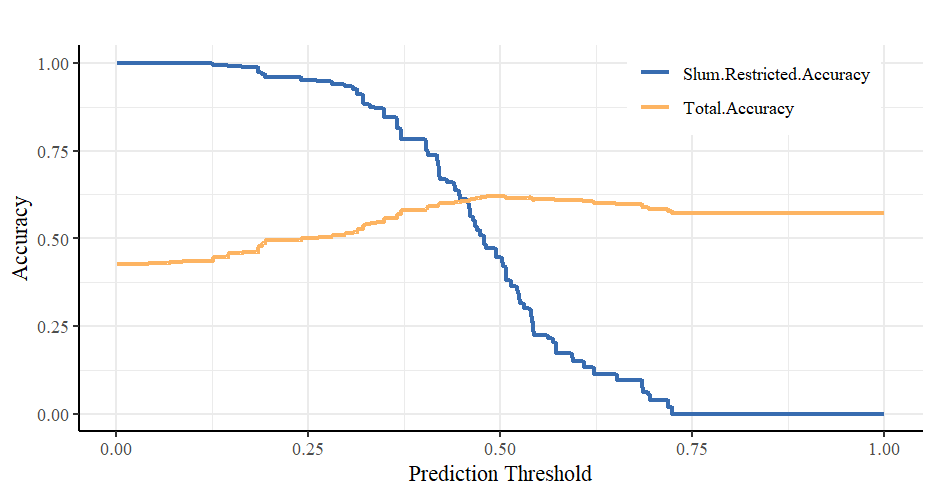 Slum.Restricted.Accuracy
Total.Accuracy
Accuracy
1.00
0.75
0.50
0.25
0.00
0.00 0.25 0.50 0.75 1.00
Prediction Threshold